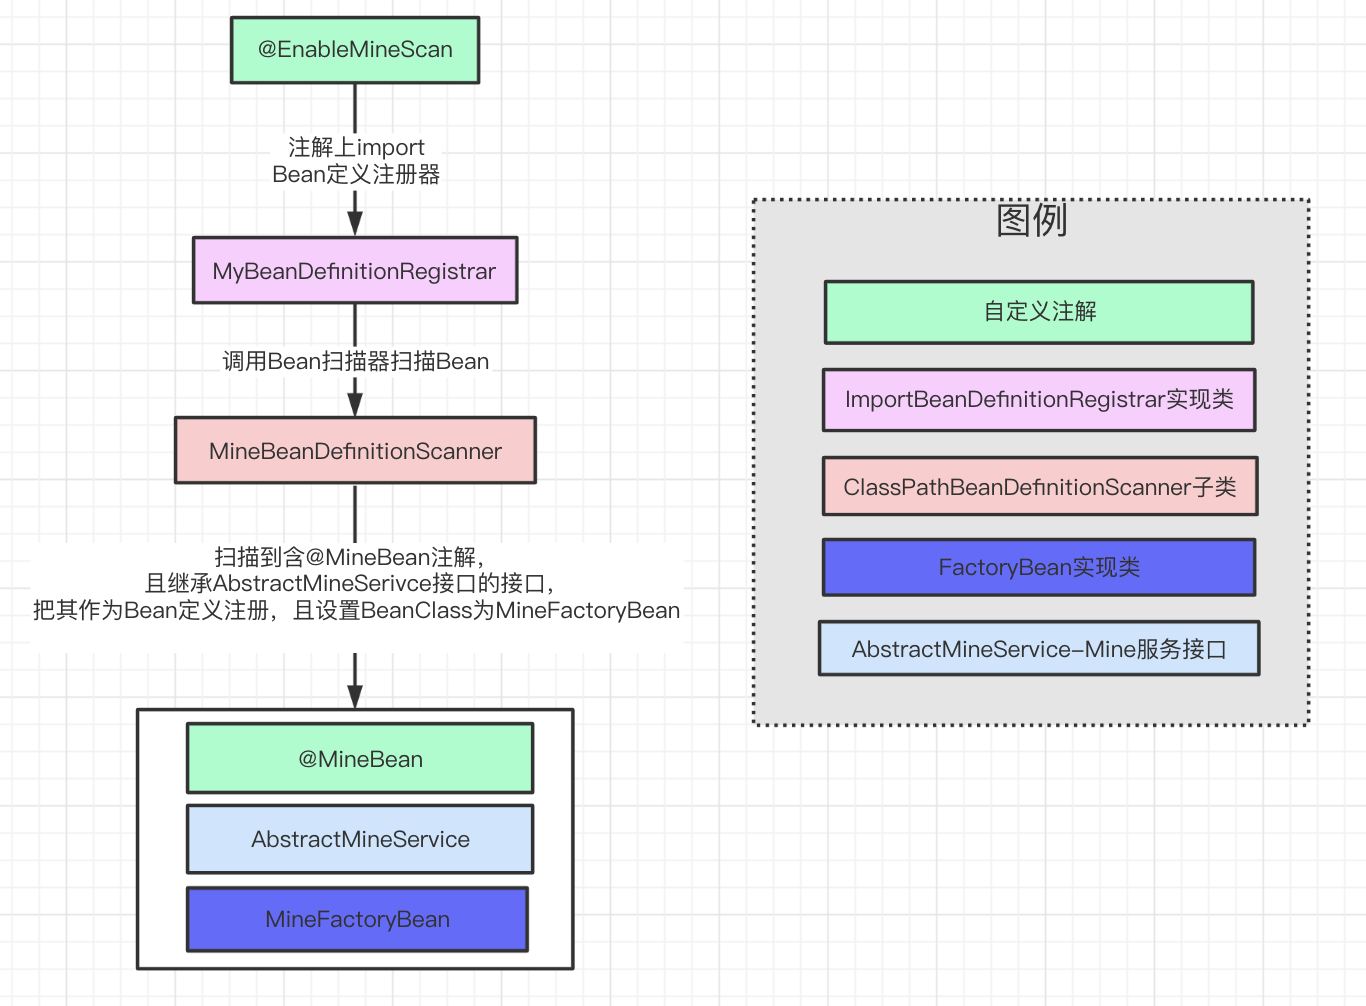 @EnableMineScan
注解上import
Bean定义注册器
MyBeanDefinitionRegistrar
调用Bean扫描器扫描Bean
MineBeanDefinitionScanner
扫描到含@MineBean注解，
且继承AbstractMineSerivce接口的接口，
把其作为Bean定义注册，且设置BeanClass为MineFactoryBean
@MineBean
AbstractMineService
MineFactoryBean
图例
自定义注解
ImportBeanDefinitionRegistrar实现类
ClassPathBeanDefinitionScanner子类
FactoryBean实现类
AbstractMineService-Mine服务接口